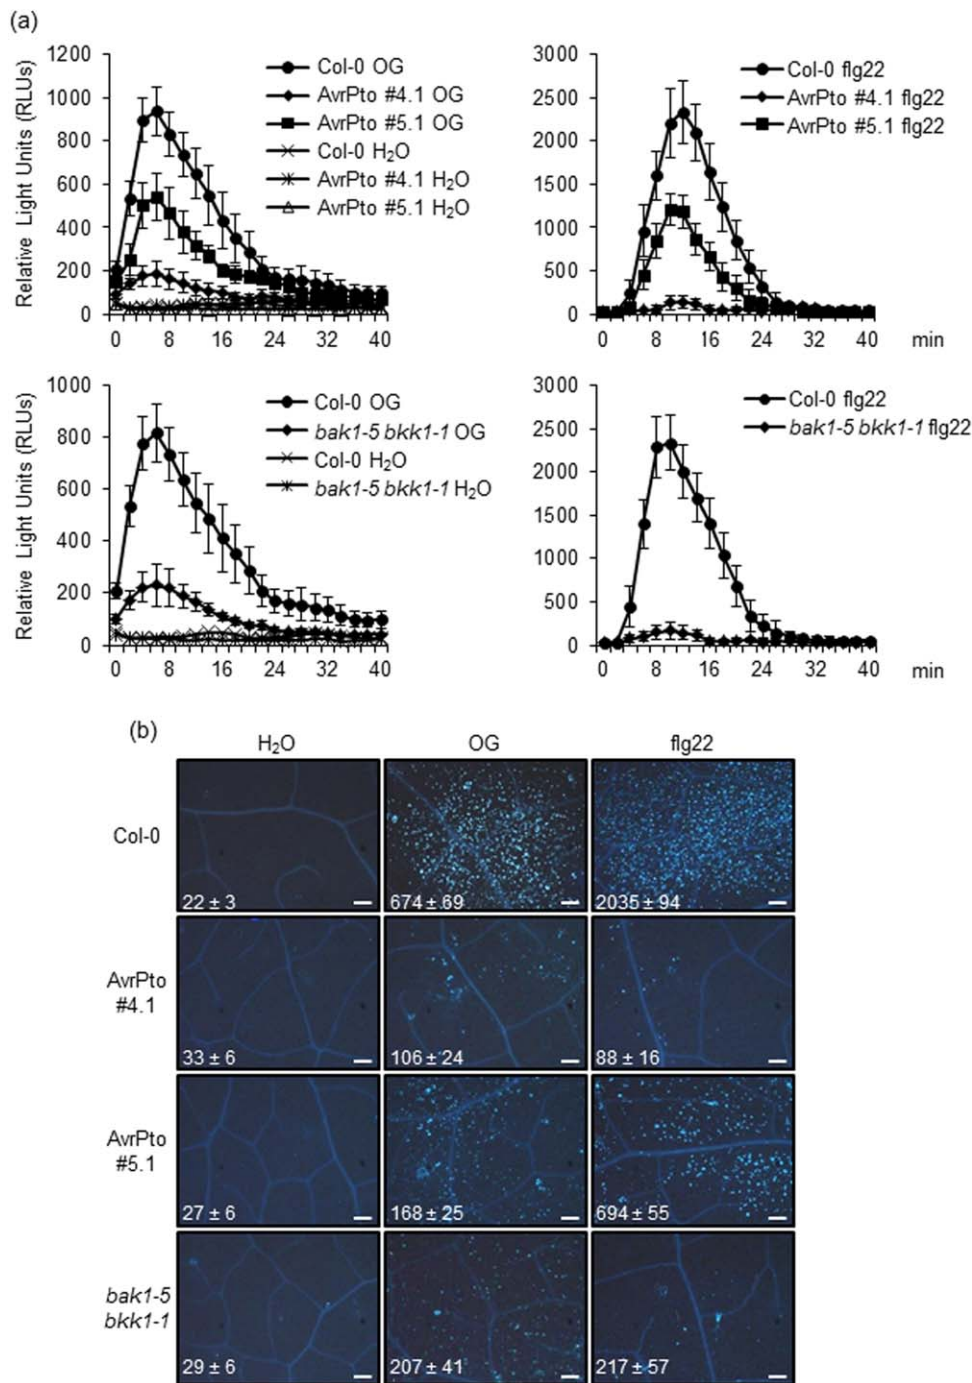 (a)
Relative Light Units (RLUs)
1200
1000
800
600
400
200
0
0 8 16 24 32 40
Col-0 OG
AvrPto #4.1 OG
AvrPto #5.1 OG
Col-0 H₂O
AvrPto #4.1 H₂O
AvrPto #5.1 H₂O
3000
2500
2000
1500
1000
500
0
0 8 16 24 32 40 min
Col-0 flg22
AvrPto #4.1 flg22
AvrPto #5.1 flg22
Relative Light Units (RLUs)
1000
800
600
400
200
0
0 8 16 24 32 40
Col-0 OG
bak1-5 bkk1-1 OG
Col-0 H₂O
bak1-5 bkk1-1 H₂O
3000
2500
2000
1500
1000
500
0
0 8 16 24 32 40 min
Col-0 flg22
bak1-5 bkk1-1 flg22
(b)
H₂O OG flg22
Col-0
22 ± 3 674 ± 69 2035 ± 94
AvrPto
#4.1
33 ± 6 106 ± 24 88 ± 16
AvrPto
#5.1
27 ± 6 168 ± 25 694 ± 55
bak1-5
bkk1-1
29 ± 6 207 ± 41 217 ± 57